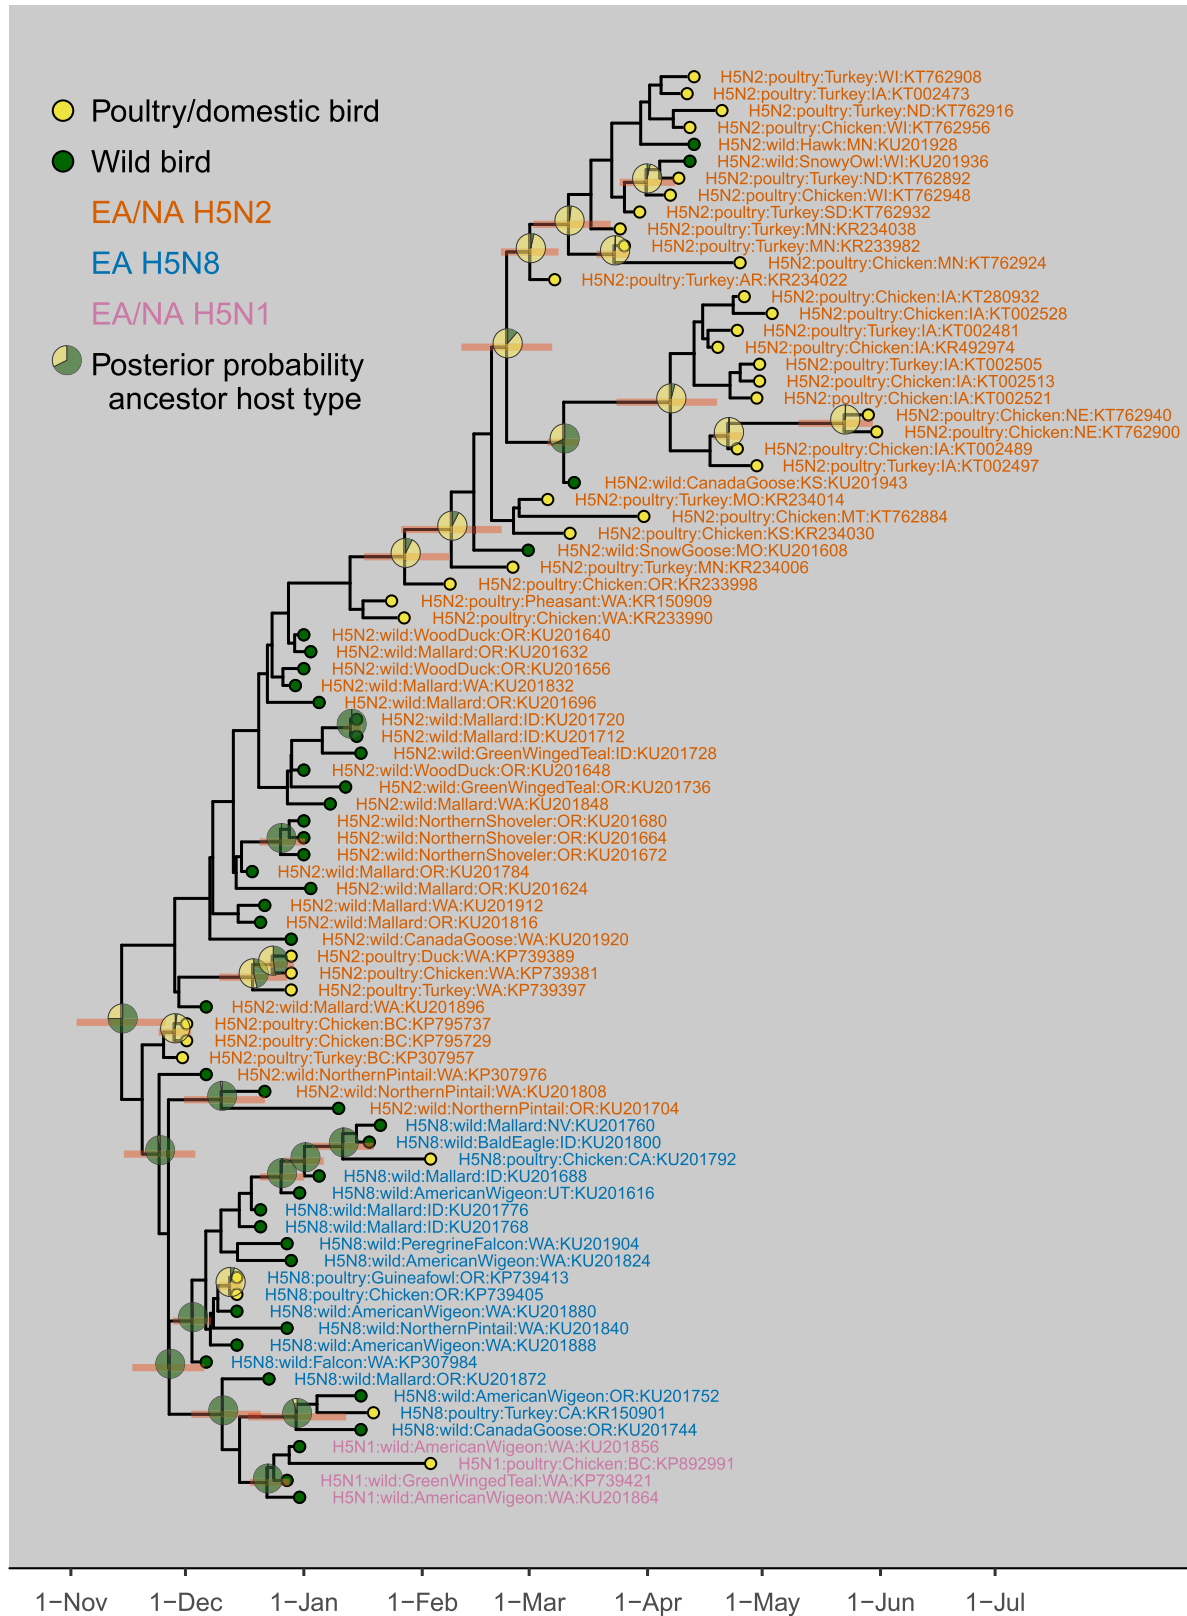 Poultry/domestic bird
Wild bird
EA/NA H5N2
EA H5N8
EA/NA H5N1
Posterior probability
ancestor host type
H5N2:poultry:Turkey:WI:KT762908
H5N2:poultry:Turkey:IA:KT002473
H5N2:poultry:Turkey:ND:KT762916
H5N2:poultry:Chicken:WI:KT762956
H5N2:wild:Hawk:MN:KU201928
H5N2:wild:SnowyOwl:WI:KU201936
H5N2:poultry:Turkey:ND:KT762892
H5N2:poultry:Chicken:WI:KT762948
H5N2:poultry:Turkey:SD:KT762932
H5N2:poultry:Turkey:MN:KR234038
H5N2:poultry:Turkey:MN:KR233982
H5N2:poultry:Chicken:MN:KT762924
H5N2:poultry:Turkey:AR:KR234022
H5N2:poultry:Chicken:IA:KT280932
H5N2:poultry:Chicken:IA:KT002528
H5N2:poultry:Turkey:IA:KT002481
H5N2:poultry:Chicken:IA:KR492974
H5N2:poultry:Turkey:IA:KT002505
H5N2:poultry:Chicken:IA:KT002513
H5N2:poultry:Chicken:IA:KT002521
H5N2:poultry:Chicken:NE:KT762940
H5N2:poultry:Chicken:NE:KT762900
H5N2:poultry:Chicken:IA:KT002489
H5N2:poultry:Turkey:IA:KT002497
H5N2:wild:CanadaGoose:KS:KU201943
H5N2:poultry:Turkey:MO:KR234014
H5N2:poultry:Chicken:MT:KT762884
H5N2:poultry:Chicken:KS:KR234030
H5N2:wild:SnowGoose:MO:KU201608
H5N2:poultry:Turkey:MN:KR234006
H5N2:poultry:Chicken:OR:KR233998
H5N2:poultry:Pheasant:WA:KR150909
H5N2:poultry:Chicken:WA:KR233990
H5N2:wild:WoodDuck:OR:KU201640
H5N2:wild:Mallard:OR:KU201632
H5N2:wild:WoodDuck:OR:KU201656
H5N2:wild:Mallard:WA:KU201832
H5N2:wild:Mallard:OR:KU201696
H5N2:wild:Mallard:ID:KU201720
H5N2:wild:Mallard:ID:KU201712
H5N2:wild:GreenWingedTeal:ID:KU201728
H5N2:wild:WoodDuck:OR:KU201648
H5N2:wild:GreenWingedTeal:OR:KU201736
H5N2:wild:Mallard:WA:KU201848
H5N2:wild:NorthernShoveler:OR:KU201680
H5N2:wild:NorthernShoveler:OR:KU201664
H5N2:wild:NorthernShoveler:OR:KU201672
H5N2:wild:Mallard:OR:KU201784
H5N2:wild:Mallard:OR:KU201624
H5N2:wild:Mallard:WA:KU201912
H5N2:wild:Mallard:OR:KU201816
H5N2:wild:CanadaGoose:WA:KU201920
H5N2:poultry:Duck:WA:KP739389
H5N2:poultry:Chicken:WA:KP739381
H5N2:poultry:Turkey:WA:KP739397
H5N2:wild:Mallard:WA:KU201896
H5N2:poultry:Chicken:BC:KP795737
H5N2:poultry:Chicken:BC:KP795729
H5N2:poultry:Turkey:BC:KP307957
H5N2:wild:NorthernPintail:WA:KP307976
H5N2:wild:NorthernPintail:WA:KU201808
H5N2:wild:NorthernPintail:OR:KU201704
H5N8:wild:Mallard:NV:KU201760
H5N8:wild:BaldEagle:ID:KU201800
H5N8:poultry:Chicken:CA:KU201792
H5N8:wild:Mallard:ID:KU201688
H5N8:wild:AmericanWigeon:UT:KU201616
H5N8:wild:Mallard:ID:KU201776
H5N8:wild:Mallard:ID:KU201768
H5N8:wild:PeregrineFalcon:WA:KU201904
H5N8:wild:AmericanWigeon:WA:KU201824
H5N8:poultry:Guineafowl:OR:KP739413
H5N8:poultry:Chicken:OR:KP739405
H5N8:wild:AmericanWigeon:WA:KU201880
H5N8:wild:NorthernPintail:WA:KU201840
H5N8:wild:AmericanWigeon:WA:KU201888
H5N8:wild:Falcon:WA:KP307984
H5N8:wild:Mallard:OR:KU201872
H5N8:wild:AmericanWigeon:OR:KU201752
H5N8:poultry:Turkey:CA:KR150901
H5N8:wild:CanadaGoose:OR:KU201744
H5N1:wild:AmericanWigeon:WA:KU201856
H5N1:poultry:Chicken:BC:KP892991
H5N1:wild:GreenWingedTeal:WA:KP739421
H5N1:wild:AmericanWigeon:WA:KU201864
1−Nov 1−Dec 1−Jan 1−Feb 1−Mar 1−Apr 1−May 1−Jun 1−Jul